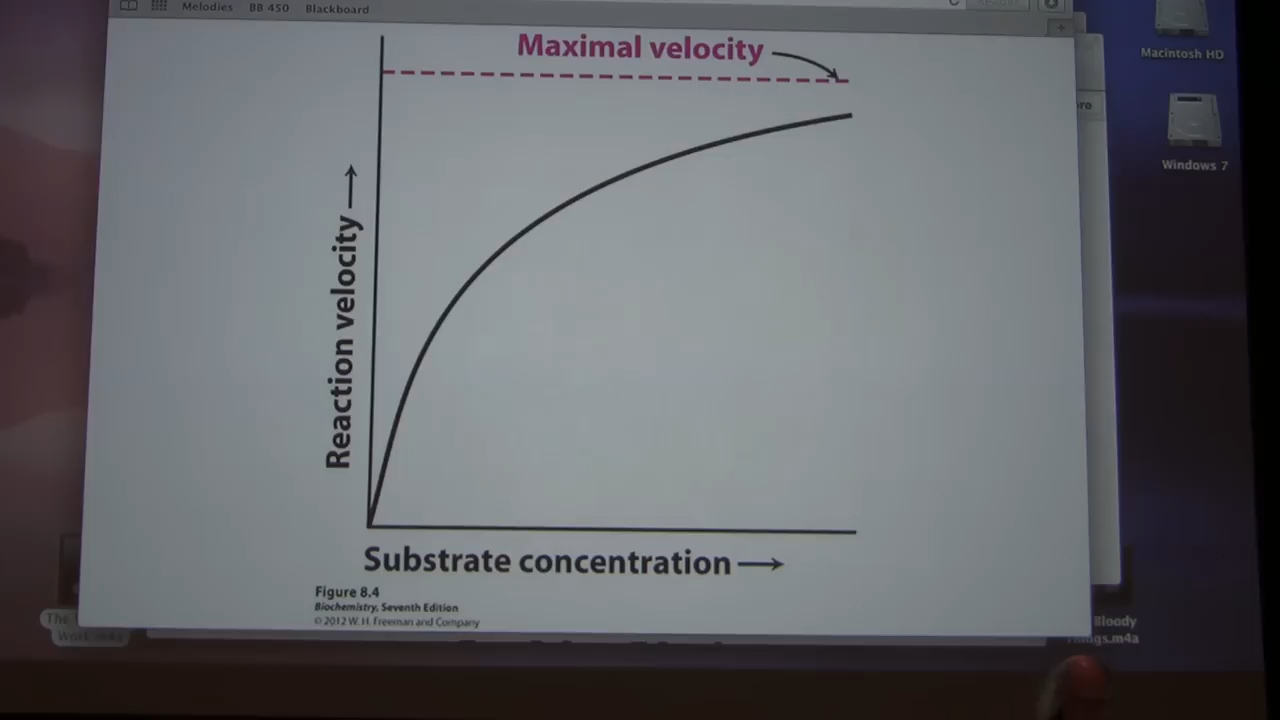 Melodies BB 450 Blackboard
Macintosh HD
Windows 7
Maximal velocity
Reaction velocity
Substrate concentration
Figure 8.4
Biochemistry, Seventh Edition
© 2012 W. H. Freeman and Company
The
Bloody